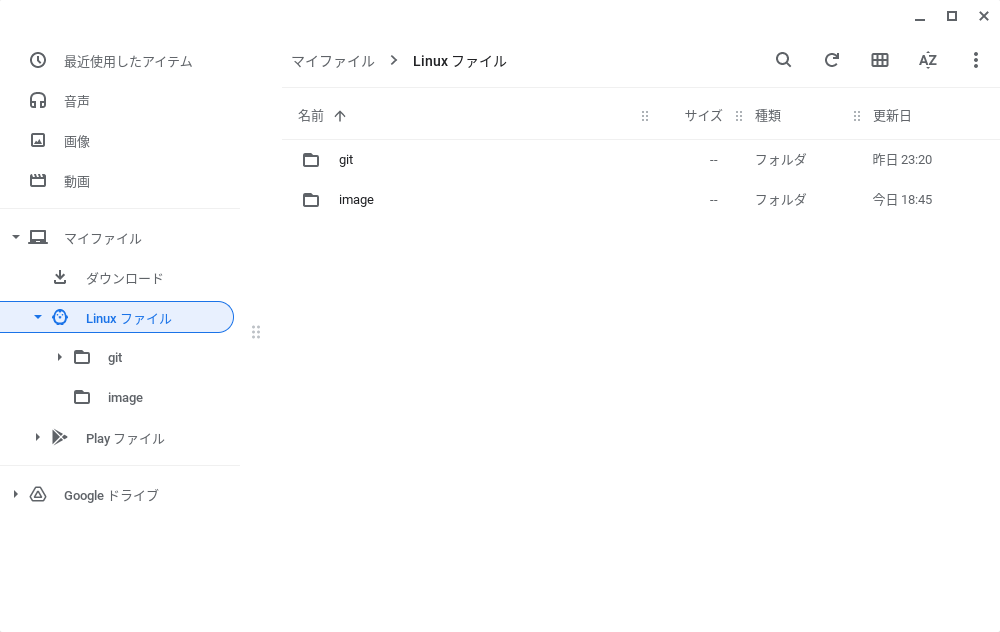 最近使用したアイテム
音声
画像
動画
マイファイル
ダウンロード
Linux ファイル
git
image
Play ファイル
Google ドライブ
マイファイル Linux ファイル
AZ
名前 サイズ 種類 更新日
git -- フォルダ 昨日 23:20
image -- フォルダ 今日 18:45